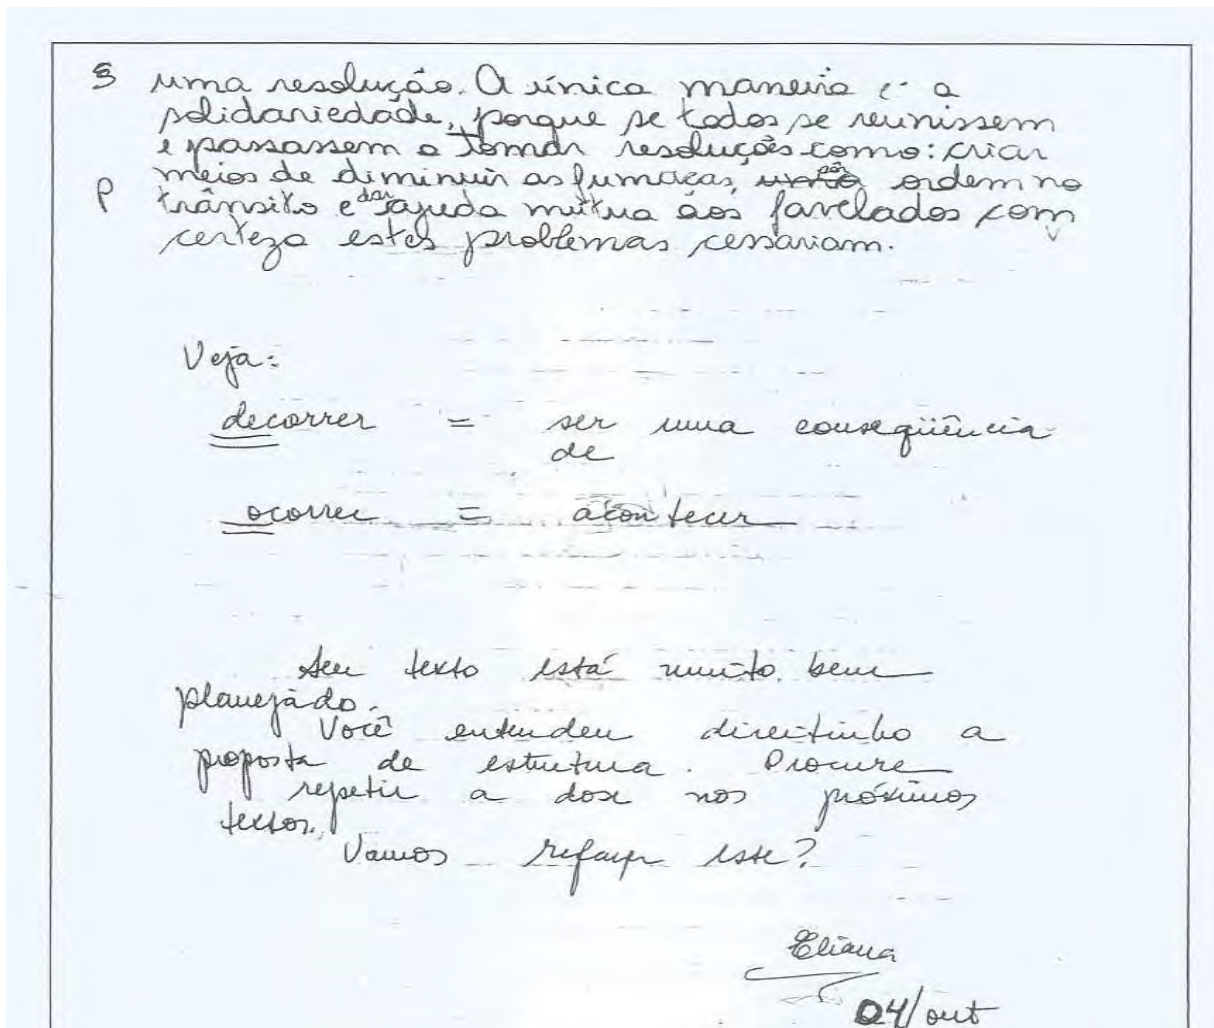 S uma resolução. A única maneira é a
solidariedade, porque se todos se reunissem
e passassem a tomar resoluções como: criar
meios de diminuir as fumaças, pôr ordem no
P trânsito e dar ajuda mútua aos favelados com
certeza estes problemas cessariam.
Veja:
decorrer = ser uma conseqüência
de
ocorrer = acontecer
Seu texto está muito bem
planejado.
Você entendeu direitinho a
proposta de estrutura. Procure
repetir a dose nos próximos
textos.
Vamos refazer esse?
Eliana
04/out